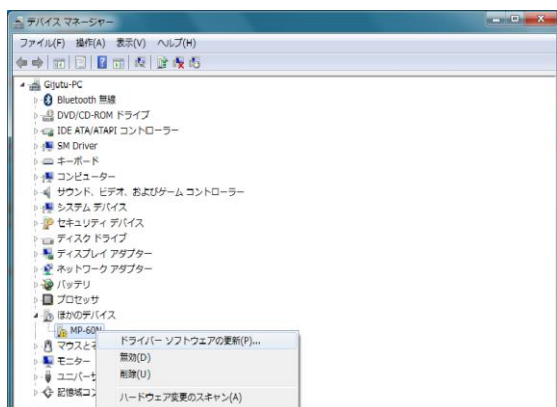 デバイス マネージャー
ファイル(F) 操作(A) 表示(V) ヘルプ(H)
Gijutu-PC
Bluetooth 無線
DVD/CD-ROM ドライブ
IDE ATA/ATAPI コントローラー
SM Driver
キーボード
コンピューター
サウンド、ビデオ、およびゲーム コントローラー
システム デバイス
セキュリティ デバイス
ディスク ドライブ
ディスプレイ アダプター
ネットワーク アダプター
バッテリ
プロセッサ
ほかのデバイス
MP-60N
ドライバー ソフトウェアの更新(P)...
マウスとそ
無効(D)
モニター
削除(U)
ユニバーサ
ハードウェア変更のスキャン(A)
記憶域コン